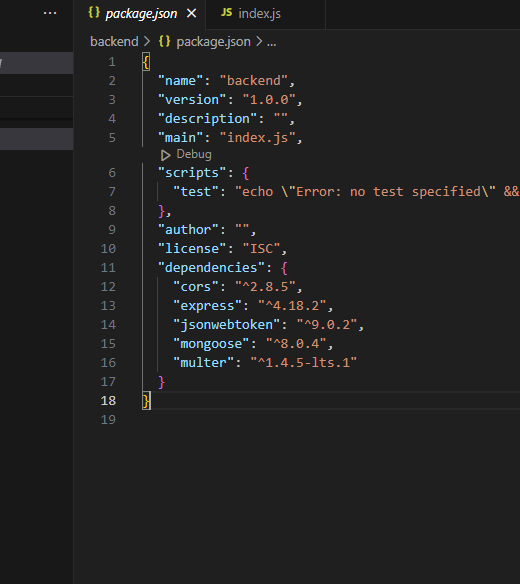 ... {} package.json × JS index.js
backend > {} package.json > ...
1 {
2 "name": "backend",
3 "version": "1.0.0",
4 "description": "",
5 "main": "index.js",
Debug
6 "scripts": {
7 "test": "echo \"Error: no test specified\" &&
8 },
9 "author": "",
10 "license": "ISC",
11 "dependencies": {
12 "cors": "^2.8.5",
13 "express": "^4.18.2",
14 "jsonwebtoken": "^9.0.2",
15 "mongoose": "^8.0.4",
16 "multer": "^1.4.5-lts.1"
17 }
18 }
19